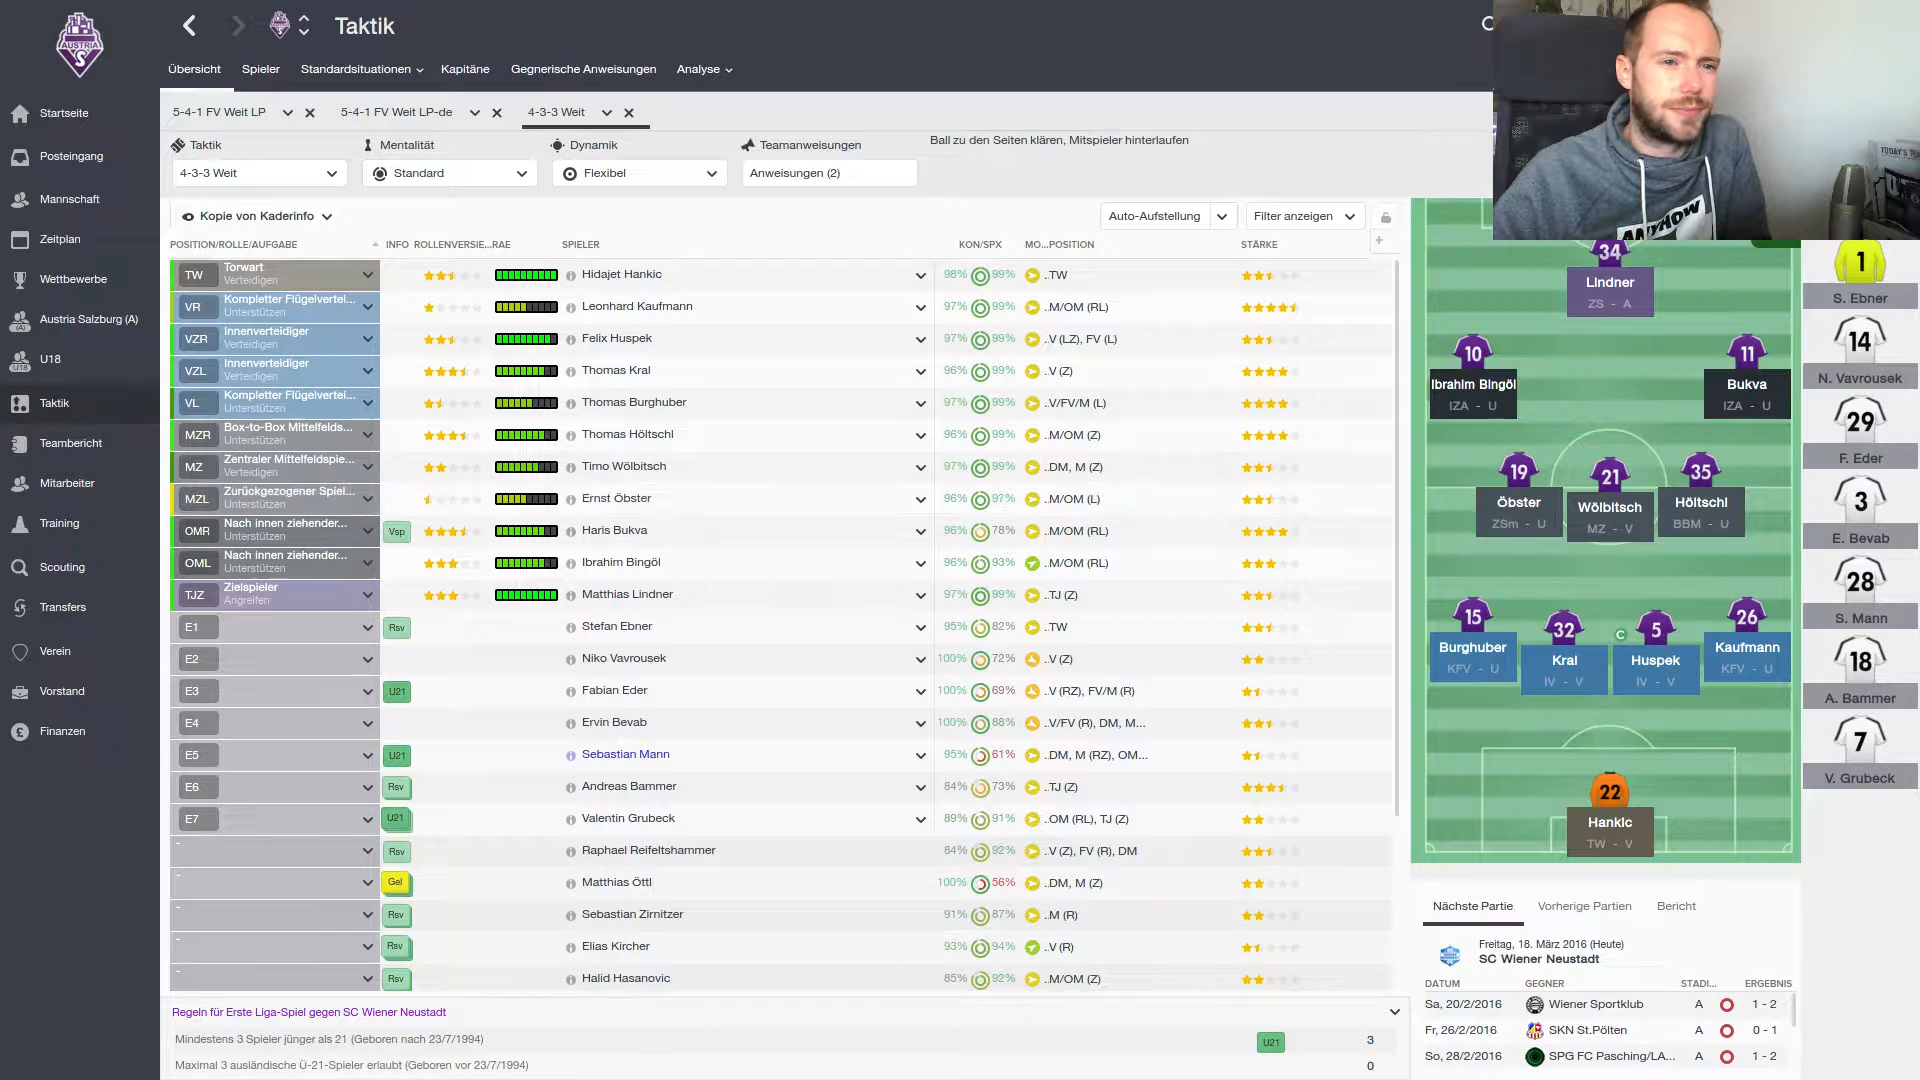 AUSTRIA
S
Taktik
Übersicht Spieler Standardsituationen Kapitäne Gegnerische Anweisungen Analyse
5-4-1 FV Weit LP 5-4-1 FV Weit LP-de 4-3-3 Weit
Taktik Mentalität Dynamik Teamanweisungen Ball zu den Seiten klären, Mitspieler hinterlaufen
4-3-3 Weit Standard Flexibel Anweisungen (2)
Kopie von Kaderinfo Auto-Aufstellung Filter anzeigen
POSITION/ROLLE/AUFGABE INFO ROLLENVERSIE...RAE SPIELER KON/SPX MO...POSITION STÄRKE
TW Torwart Verteidigen Hidajet Hankic 98% 99% ..TW
VR Kompletter Flügelvertei... Unterstützen Leonhard Kaufmann 97% 99% ..M/OM (RL)
VZR Innenverteidiger Verteidigen Felix Huspek 97% 99% ..V (LZ), FV (L)
VZL Innenverteidiger Verteidigen Thomas Kral 96% 99% ..V (Z)
VL Kompletter Flügelvertei... Unterstützen Thomas Burghuber 97% 99% ..V/FV/M (L)
MZR Box-to-Box Mittelfelds... Unterstützen Thomas Höltschl 96% 99% ..M/OM (Z)
MZ Zentraler Mittelfeldspie... Verteidigen Timo Wölbitsch 97% 99% ..DM, M (Z)
MZL Zurückgezogener Spiel... Unterstützen Ernst Öbster 96% 97% ..M/OM (L)
OMR Nach innen ziehender... Unterstützen Vsp Haris Bukva 96% 78% ..M/OM (RL)
OML Nach innen ziehender... Unterstützen Ibrahim Bingöl 96% 93% ..M/OM (RL)
TJZ Zielspieler Angreifen Matthias Lindner 97% 99% ..TJ (Z)
E1 Rsv Stefan Ebner 95% 82% ..TW
E2 Niko Vavrousek 100% 72% ..V (Z)
E3 U21 Fabian Eder 100% 69% ..V (RZ), FV/M (R)
E4 Ervin Bevab 100% 88% ..V/FV (R), DM, M...
E5 U21 Sebastian Mann 95% 61% ..DM, M (RZ), OM...
E6 Rsv Andreas Bammer 84% 73% ..TJ (Z)
E7 U21 Valentin Grubeck 89% 91% ..OM (RL), TJ (Z)
- Rsv Raphael Reifeltshammer 84% 92% ..V (Z), FV (R), DM
- Gel Matthias Öttl 100% 56% ..DM, M (Z)
- Rsv Sebastian Zirnitzer 91% 87% ..M (R)
- Rsv Elias Kircher 93% 94% ..V (R)
- Rsv Halid Hasanovic 85% 92% ..M/OM (Z)
Regeln für Erste Liga-Spiel gegen SC Wiener Neustadt
Mindestens 3 Spieler jünger als 21 (Geboren nach 23/7/1994) U21 3
Maximal 3 ausländische Ü-21-Spieler erlaubt (Geboren vor 23/7/1994) 0
Startseite
Posteingang
Mannschaft
Zeitplan
Wettbewerbe
Austria Salzburg (A)
U18
Taktik
Teambericht
Mitarbeiter
Training
Scouting
Transfers
Verein
Vorstand
Finanzen
ANYHOW
TODAY'S
34
Lindner
ZS - A
10 11
Ibrahim Bingöl Bukva
IZA - U IZA - U
19 21 35
Öbster Wölbitsch Höltschl
ZSm - U MZ - V BBM - U
15 32 C 5 26
Burghuber Kral Huspek Kaufmann
KFV - U IV - V IV - V KFV - U
22
Hankic
TW - V
1
S. Ebner
14
N. Vavrousek
29
F. Eder
3
E. Bevab
28
S. Mann
18
A. Bammer
7
V. Grubeck
Nächste Partie Vorherige Partien Bericht
Freitag, 18. März 2016 (Heute)
SC Wiener Neustadt
DATUM GEGNER STADI... ERGEBNIS
Sa, 20/2/2016 Wiener Sportklub A 1 - 2
Fr, 26/2/2016 SKN St.Pölten A 0 - 1
So, 28/2/2016 SPG FC Pasching/LA... A 1 - 2